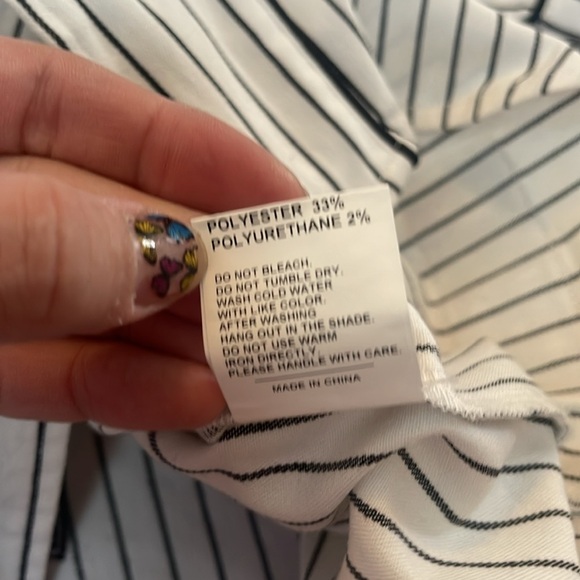 POLYESTER 33%
POLYURETHANE 2%
DO NOT BLEACH.
DO NOT TUMBLE DRY.
WASH COLD WATER
WITH LIKE COLOR.
AFTER WASHING
HANG OUT IN THE SHADE.
DO NOT USE WARM
IRON DIRECTLY.
PLEASE HANDLE WITH CARE.
MADE IN CHINA